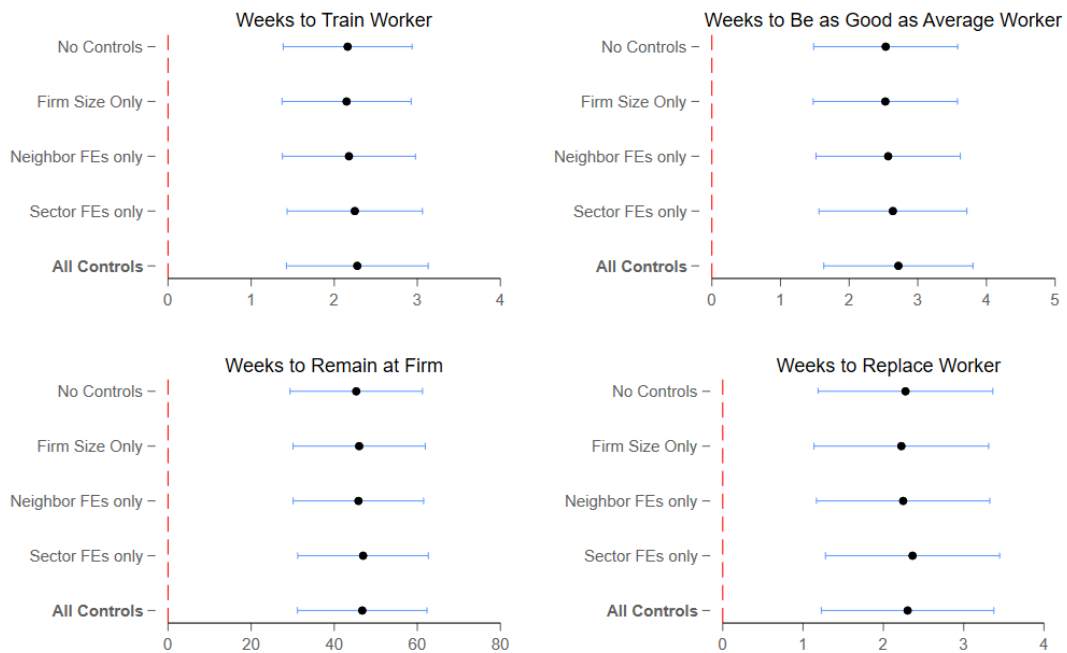 Weeks to Train Worker
No Controls
Firm Size Only
Neighbor FEs only
Sector FEs only
All Controls
0 1 2 3 4
Weeks to Be as Good as Average Worker
No Controls
Firm Size Only
Neighbor FEs only
Sector FEs only
All Controls
0 1 2 3 4 5
Weeks to Remain at Firm
No Controls
Firm Size Only
Neighbor FEs only
Sector FEs only
All Controls
0 20 40 60 80
Weeks to Replace Worker
No Controls
Firm Size Only
Neighbor FEs only
Sector FEs only
All Controls
0 1 2 3 4